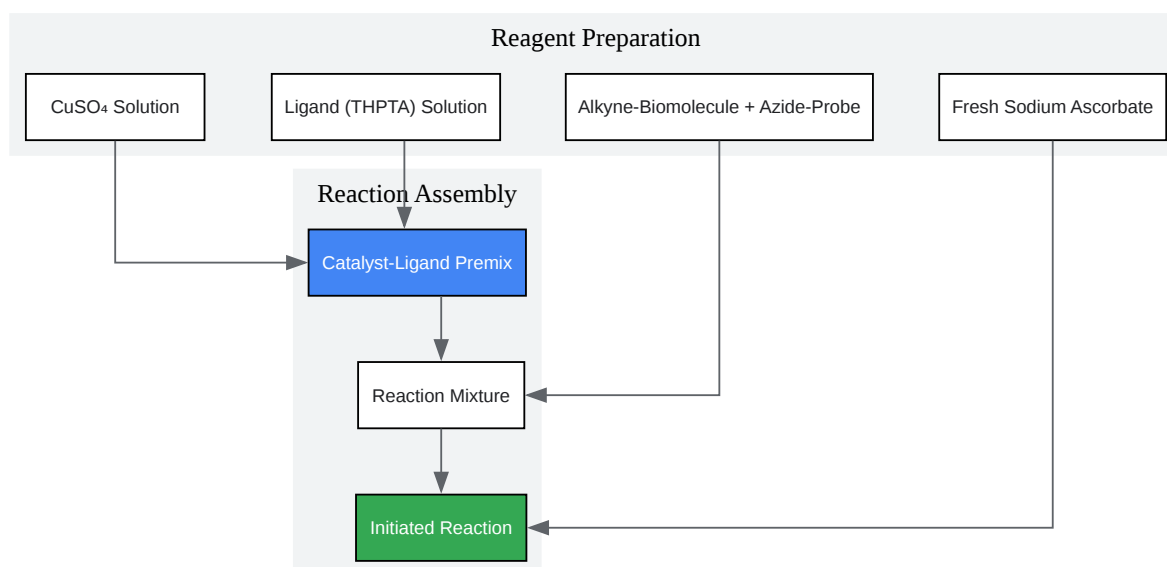 Reagent Preparation
CuSO₄ Solution
Ligand (THPTA) Solution
Alkyne-Biomolecule + Azide-Probe
Fresh Sodium Ascorbate
Reaction Assembly
Catalyst-Ligand Premix
Reaction Mixture
Initiated Reaction